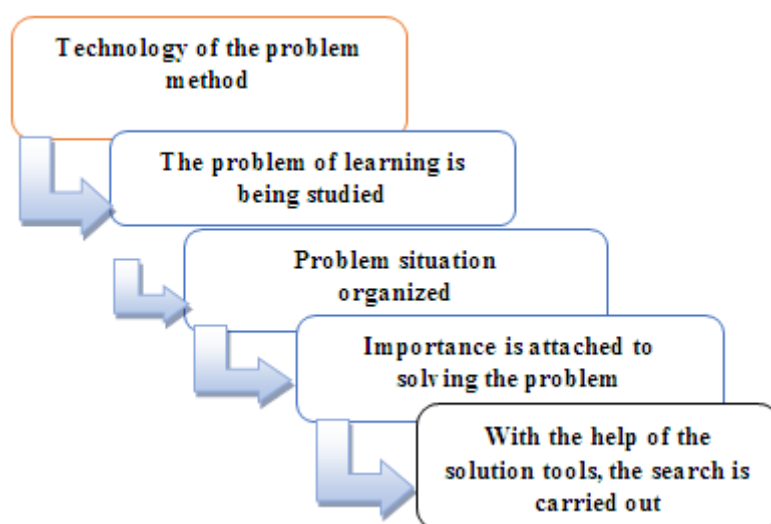 Technology of the problem
method
The problem of learning is
being studied
Problem situation
organized
Importance is attached to
solving the problem
With the help of the
solution tools, the search is
carried out